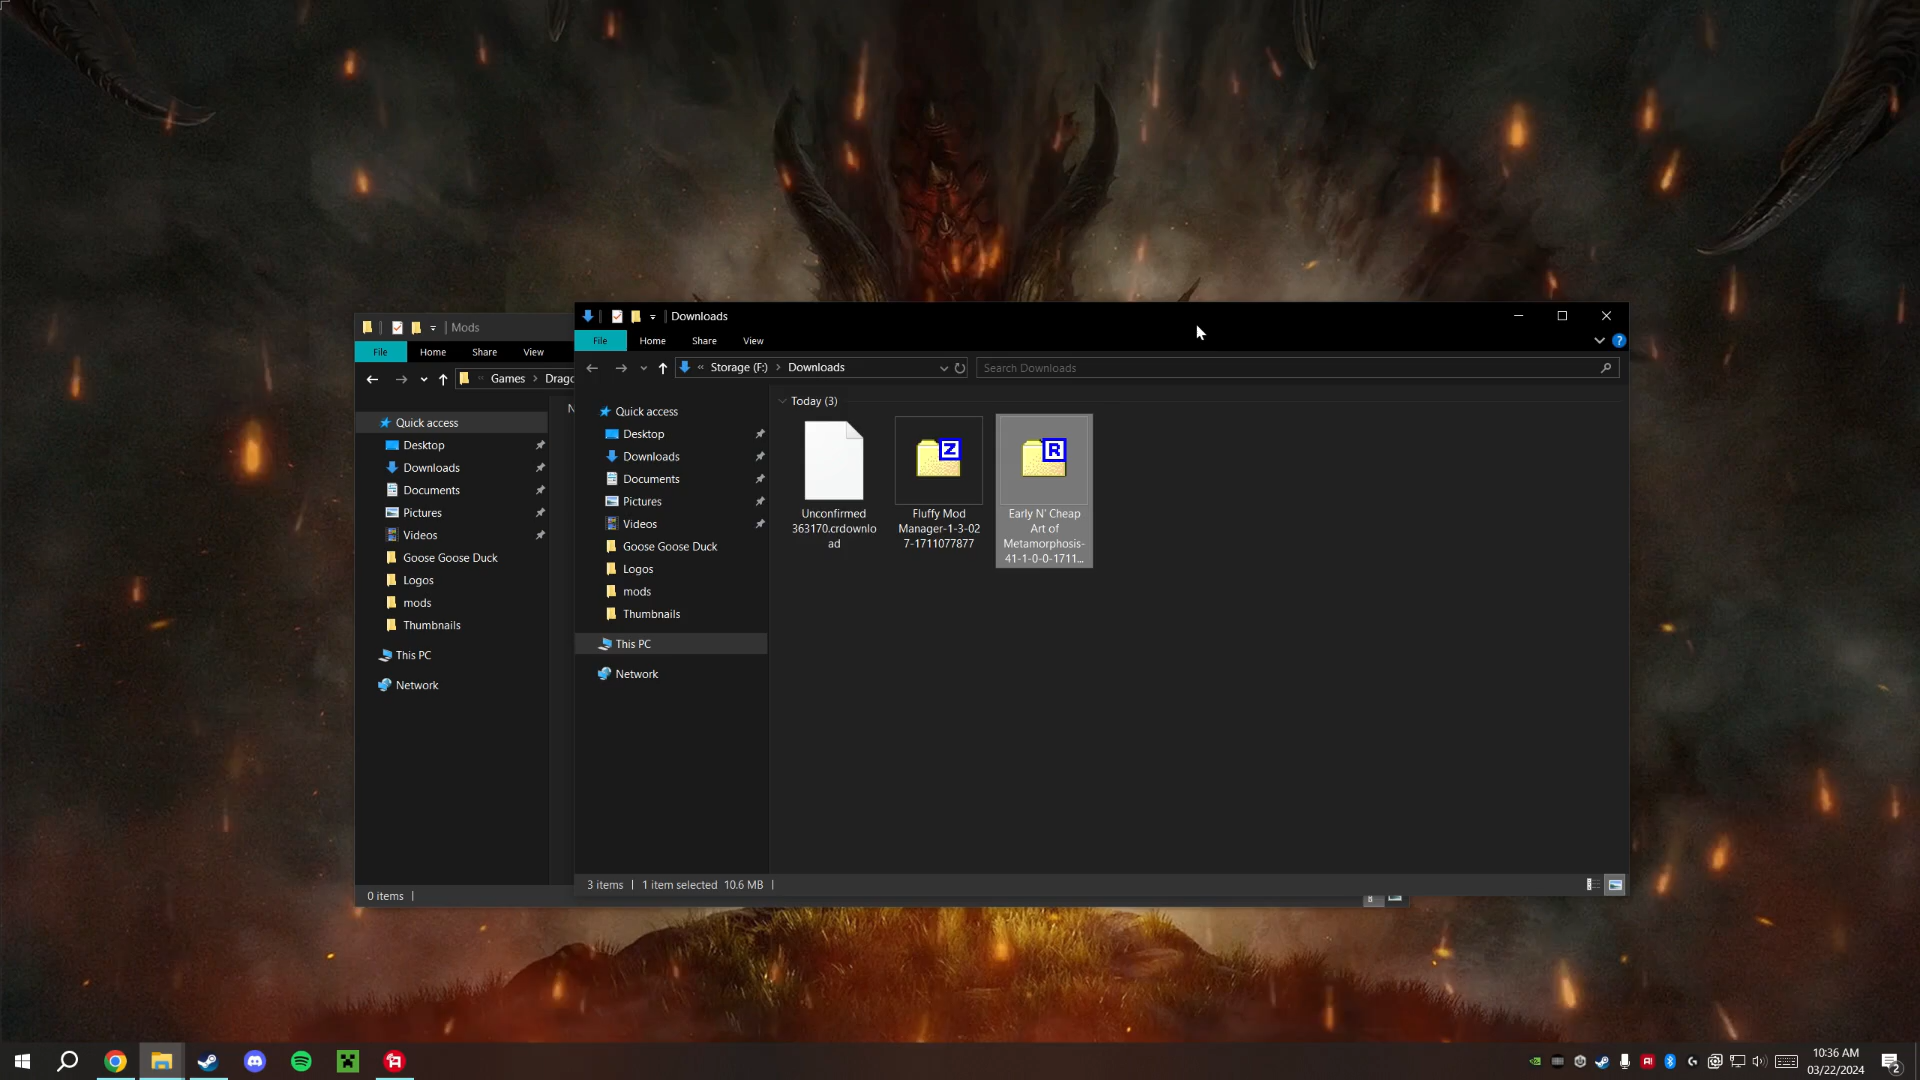 Mods
File
Home
Share
View
Games
Drago
Quick access
Desktop
Downloads
Documents
Pictures
Videos
Goose Goose Duck
Logos
mods
Thumbnails
This PC
Network
0 items
Downloads
File
Home
Share
View
Storage (F:)
Downloads
Search Downloads
Quick access
Desktop
Downloads
Documents
Pictures
Videos
Goose Goose Duck
Logos
mods
Thumbnails
This PC
Network
Today (3)
Unconfirmed
363170.crdownlo
ad
Z
Fluffy Mod
Manager-1-3-02
7-1711077877
R
Early N' Cheap
Art of
Metamorphosis-
41-1-0-0-1711...
3 items
1 item selected 10.6 MB
10:36 AM
03/22/2024
2